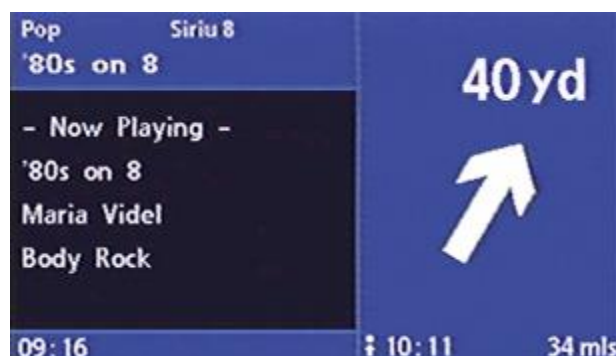 Pop Siriu 8
'80s on 8
- Now Playing -
'80s on 8
Maria Videl
Body Rock
40 yd
09:16
10:11 34 mls